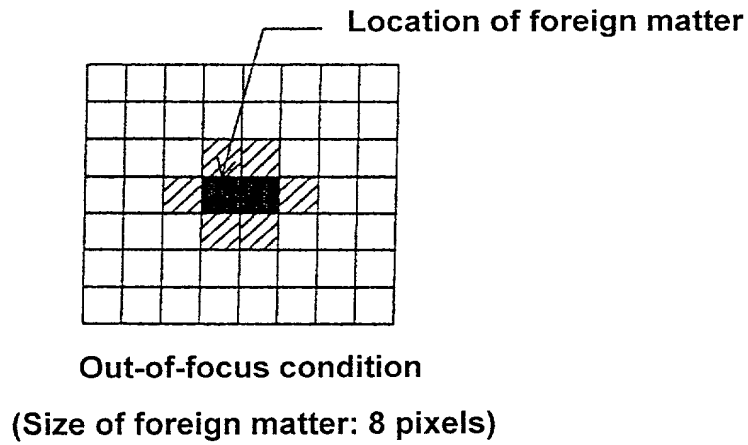 Location of foreign matter
Out-of-focus condition
(Size of foreign matter: 8 pixels)